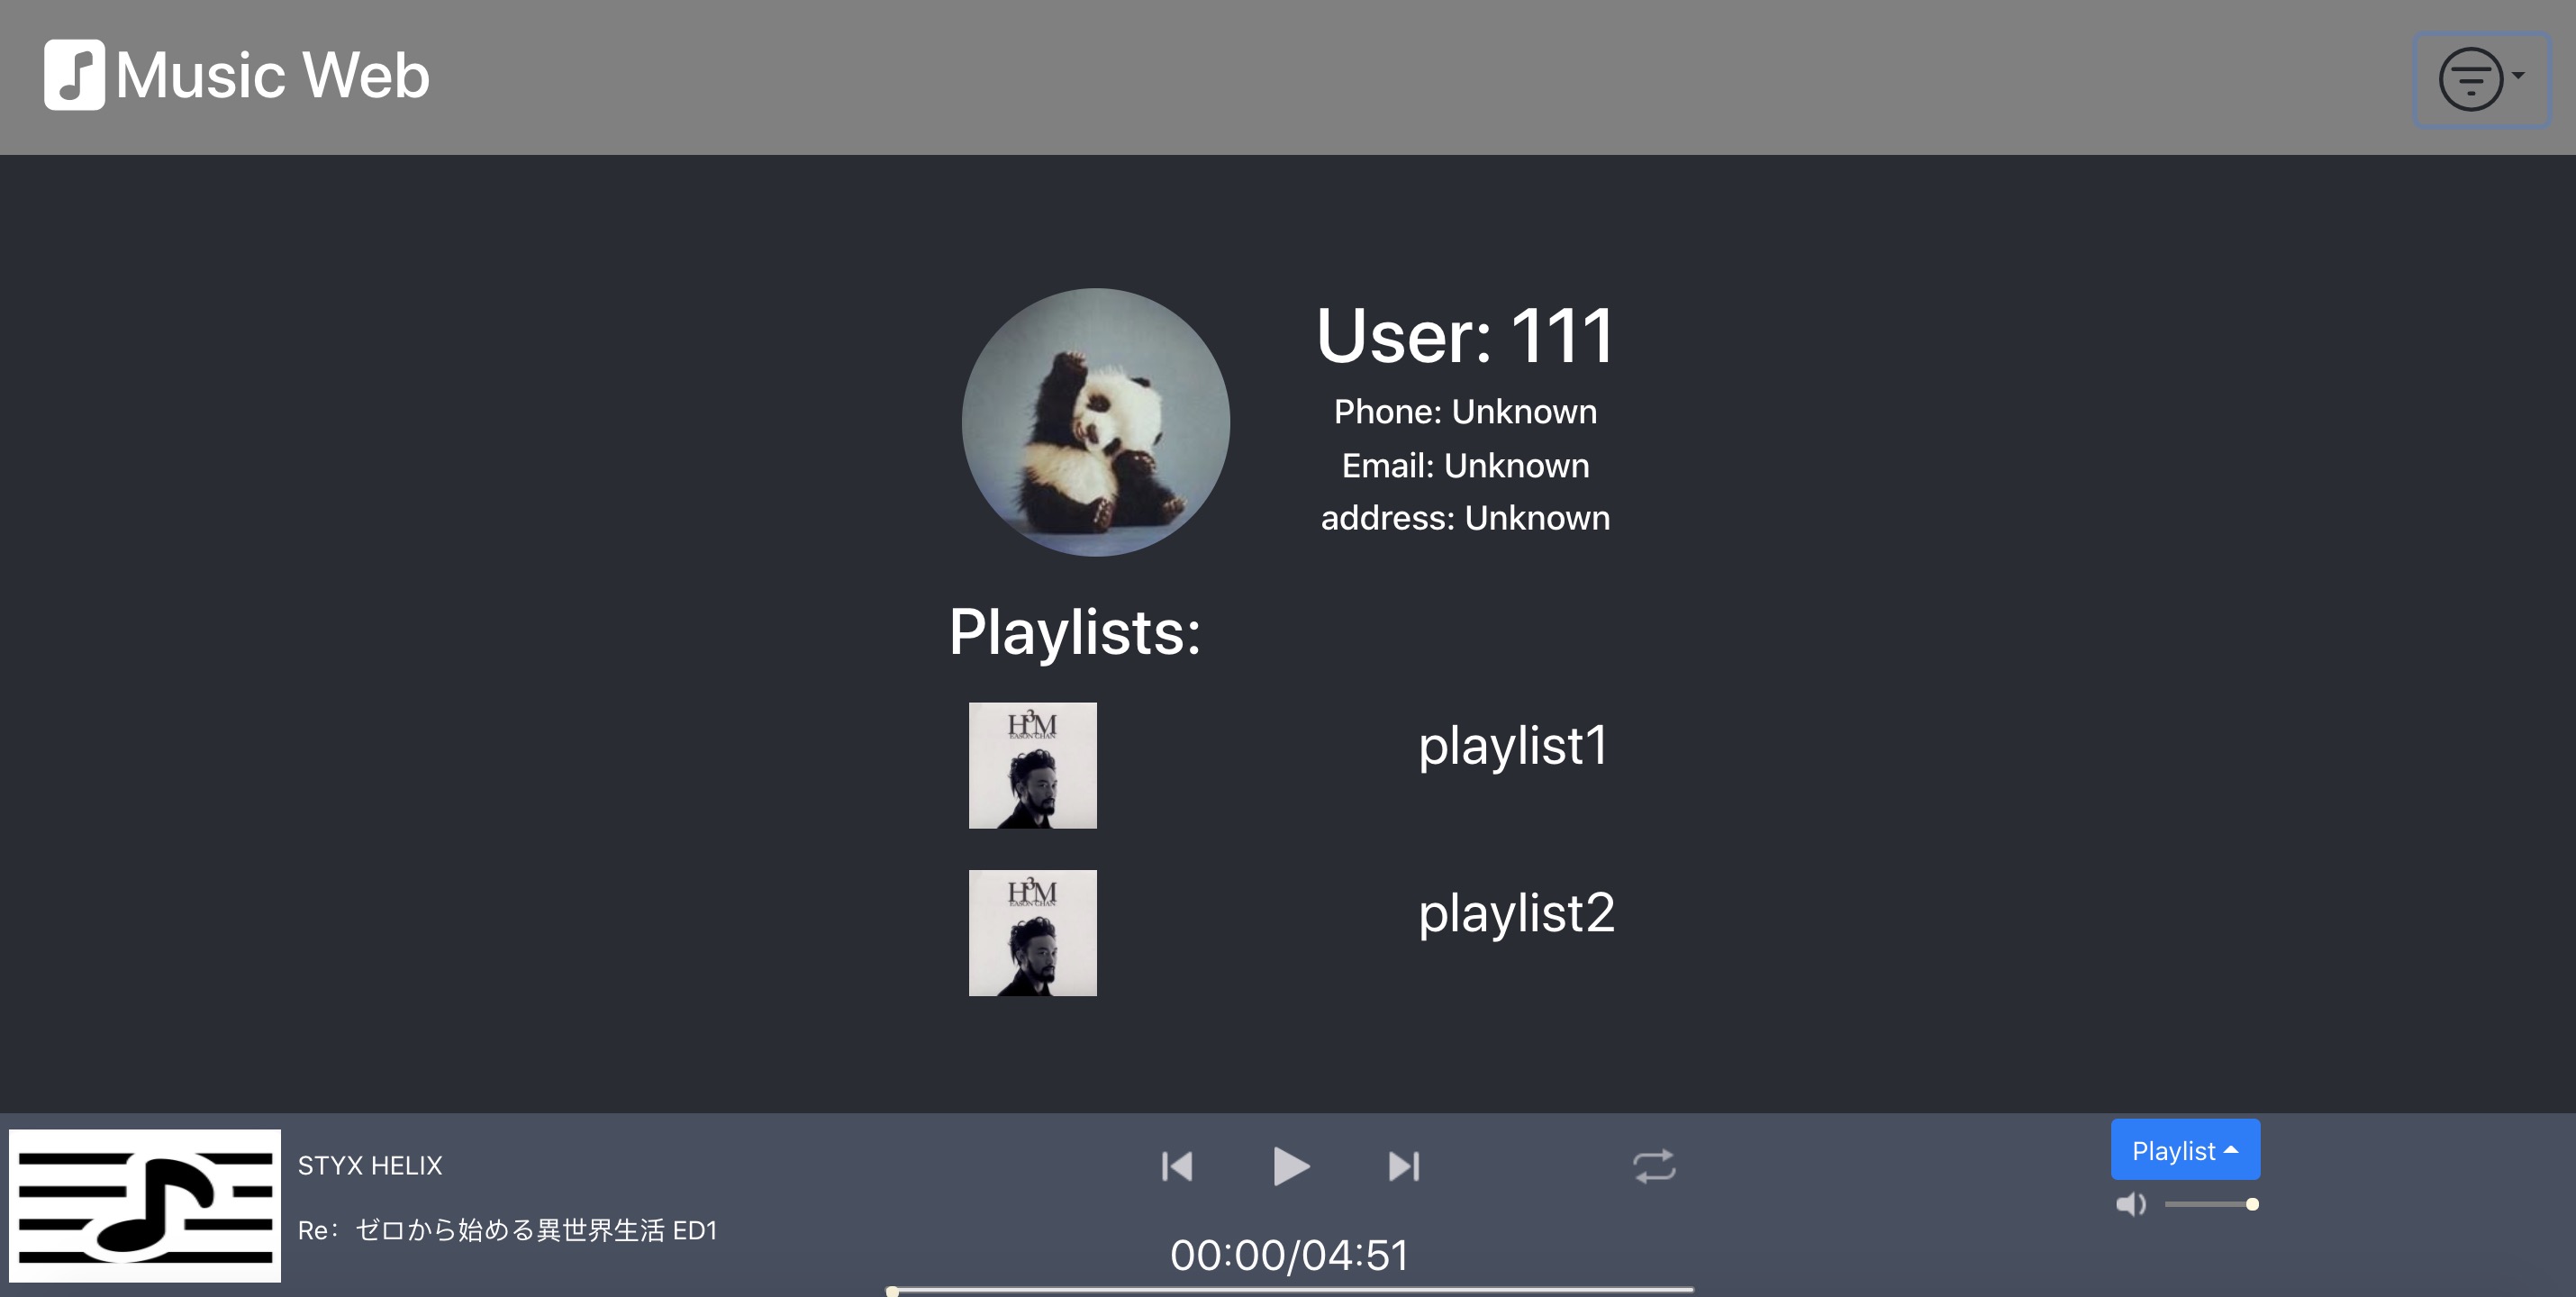 Music Web
User: 111
Phone: Unknown
Email: Unknown
address: Unknown
Playlists:
H3M
EASON CHAN
playlist1
H3M
EASON CHAN
playlist2
STYX HELIX
Re：ゼロから始める異世界生活 ED1
00:00/04:51
Playlist